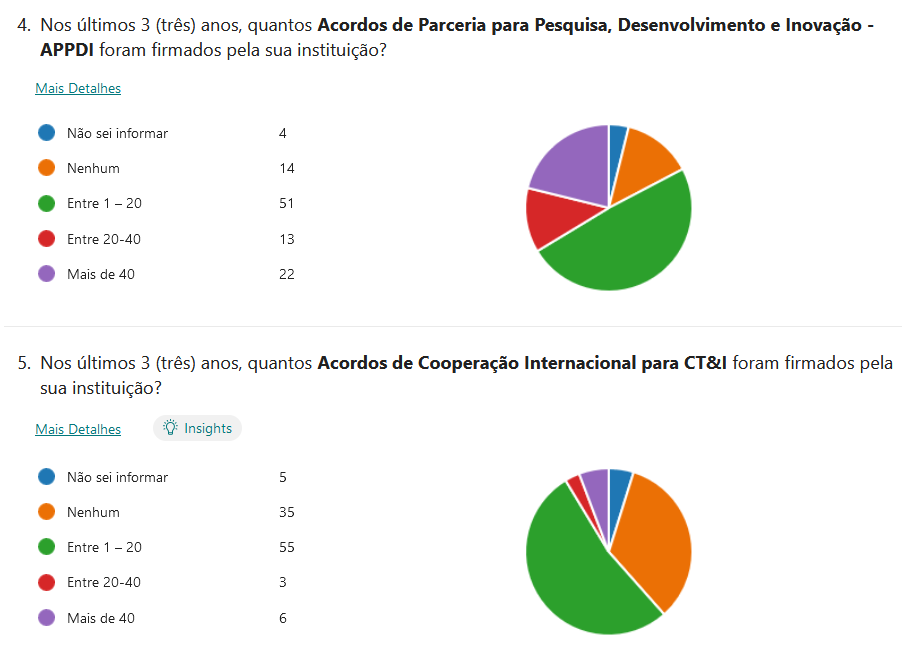 4. Nos últimos 3 (três) anos, quantos Acordos de Parceria para Pesquisa, Desenvolvimento e Inovação -
APPDI foram firmados pela sua instituição?
Mais Detalhes
Não sei informar 4
Nenhum 14
Entre 1 – 20 51
Entre 20-40 13
Mais de 40 22
5. Nos últimos 3 (três) anos, quantos Acordos de Cooperação Internacional para CT&I foram firmados pela
sua instituição?
Mais Detalhes Insights
Não sei informar 5
Nenhum 35
Entre 1 – 20 55
Entre 20-40 3
Mais de 40 6